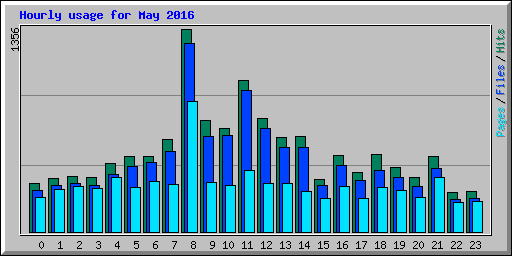 Hourly usage for May 2016
1356
Pages / Files / Hits
0 1 2 3 4 5 6 7 8 9 10 11 12 13 14 15 16 17 18 19 20 21 22 23